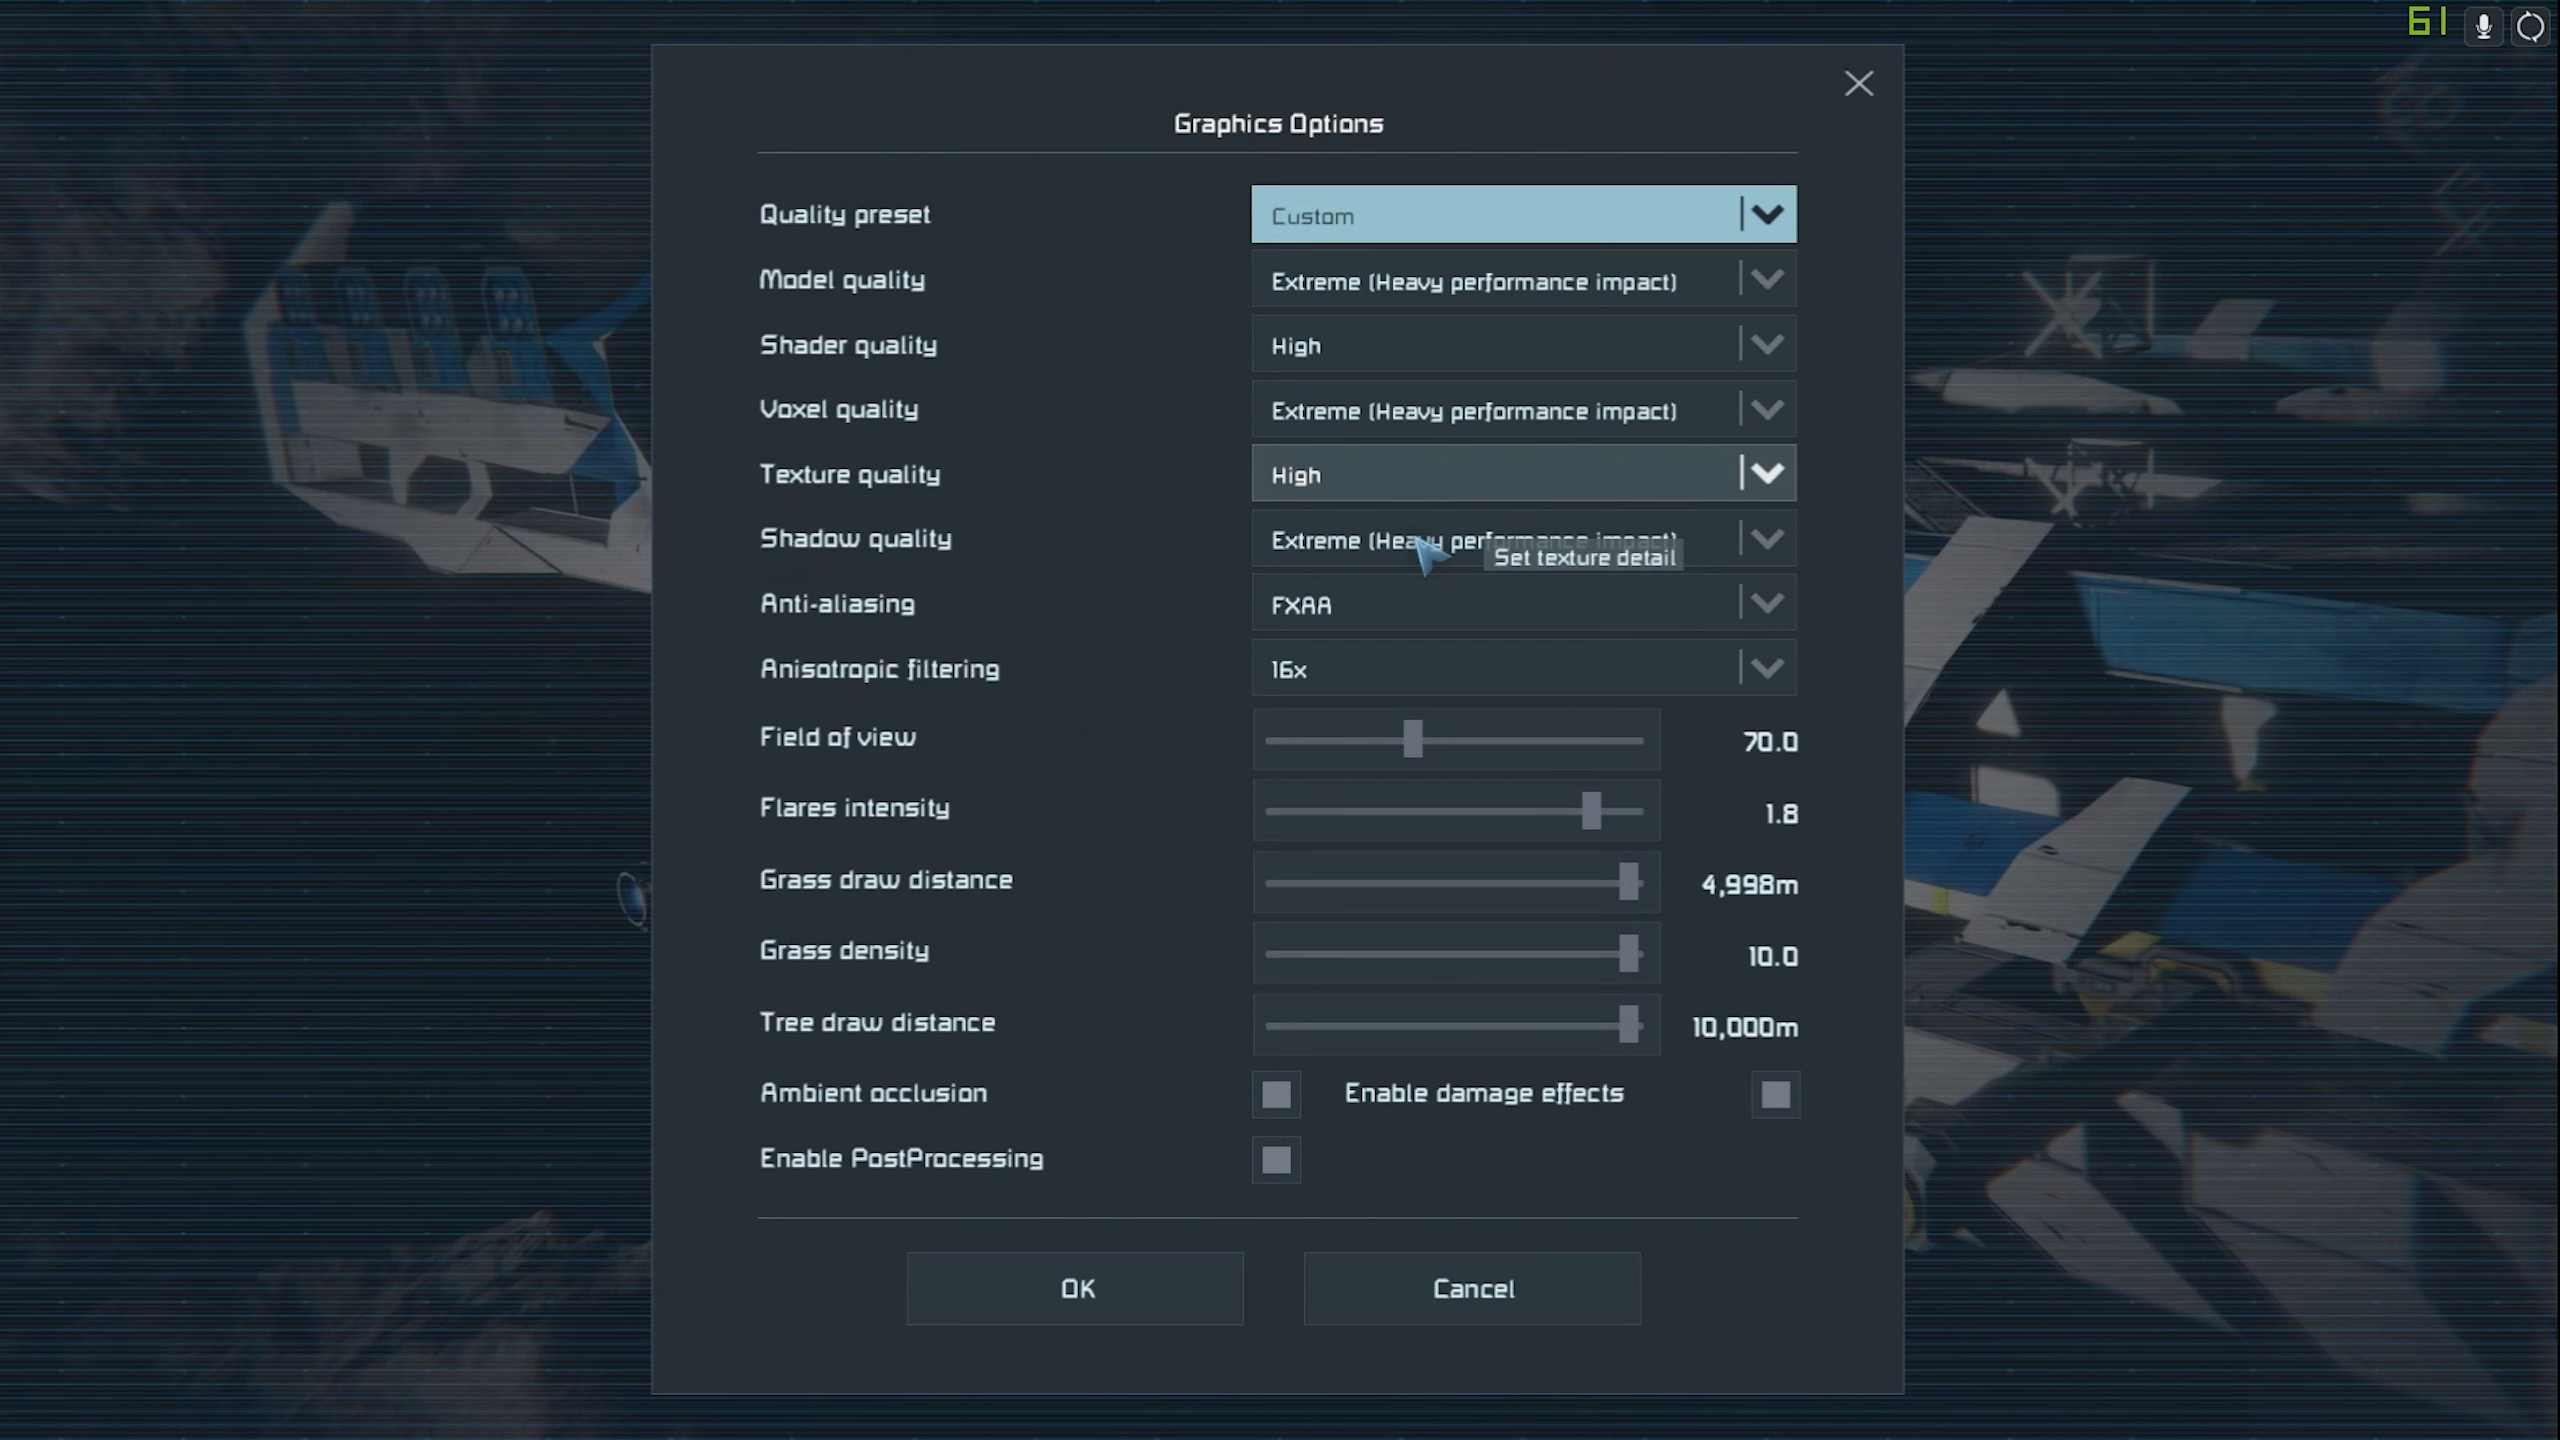 61
Graphics Options
Quality preset Custom
Model quality Extreme (Heavy performance impact)
Shader quality High
Voxel quality Extreme (Heavy performance impact)
Texture quality High
Shadow quality Extreme (Heavy performance impact)
Set texture detail
Anti-aliasing FXAA
Anisotropic filtering 16x
Field of view 70.0
Flares intensity 1.8
Grass draw distance 4,998m
Grass density 10.0
Tree draw distance 10,000m
Ambient occlusion Enable damage effects
Enable PostProcessing
OK Cancel